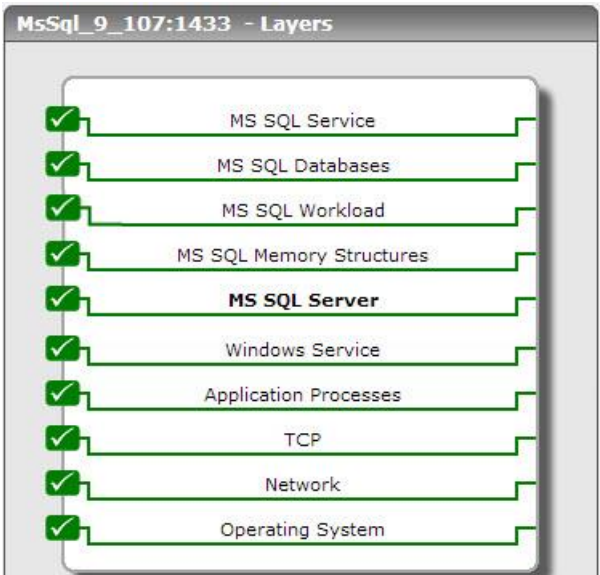 MsSql_9_107:1433 - Layers
MS SQL Service
MS SQL Databases
MS SQL Workload
MS SQL Memory Structures
MS SQL Server
Windows Service
Application Processes
TCP
Network
Operating System